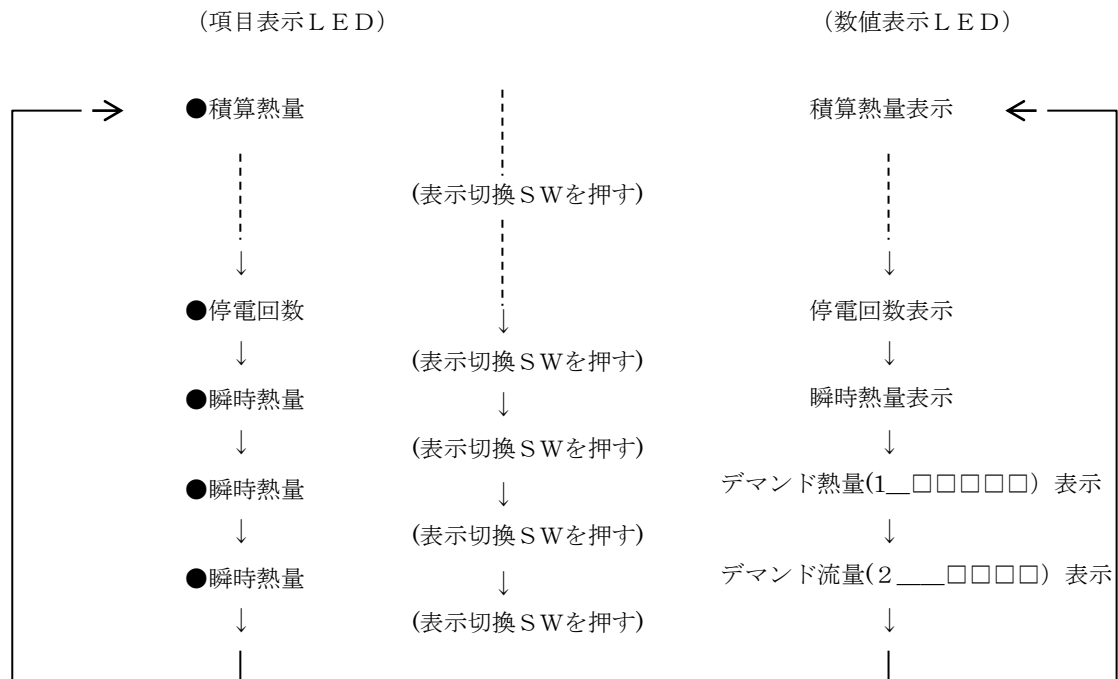 （項目表示ＬＥＤ） （数値表示ＬＥＤ）
●積算熱量 積算熱量表示
(表示切換ＳＷを押す)
●停電回数 停電回数表示
(表示切換ＳＷを押す)
●瞬時熱量 瞬時熱量表示
(表示切換ＳＷを押す)
●瞬時熱量 デマンド熱量(1＿□□□□□）表示
(表示切換ＳＷを押す)
●瞬時熱量 デマンド流量(２＿＿□□□□）表示
(表示切換ＳＷを押す)